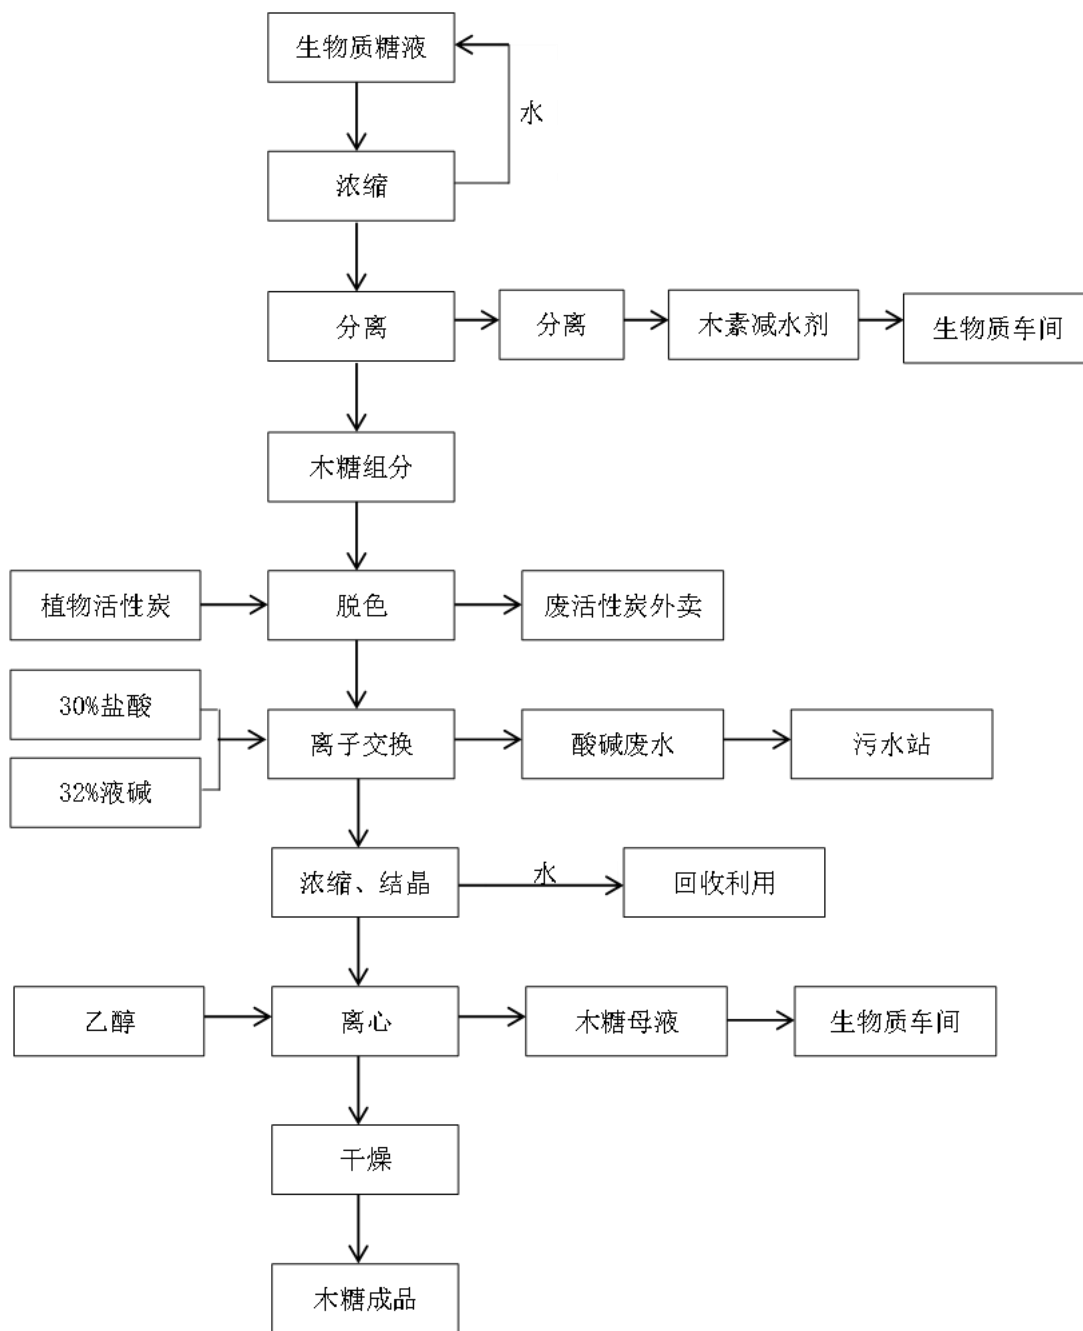 生物质糖液
水
浓缩
分离
分离
木素减水剂
生物质车间
木糖组分
植物活性炭
脱色
废活性炭外卖
30%盐酸
32%液碱
离子交换
酸碱废水
污水站
浓缩、结晶
水
回收利用
乙醇
离心
木糖母液
生物质车间
干燥
木糖成品